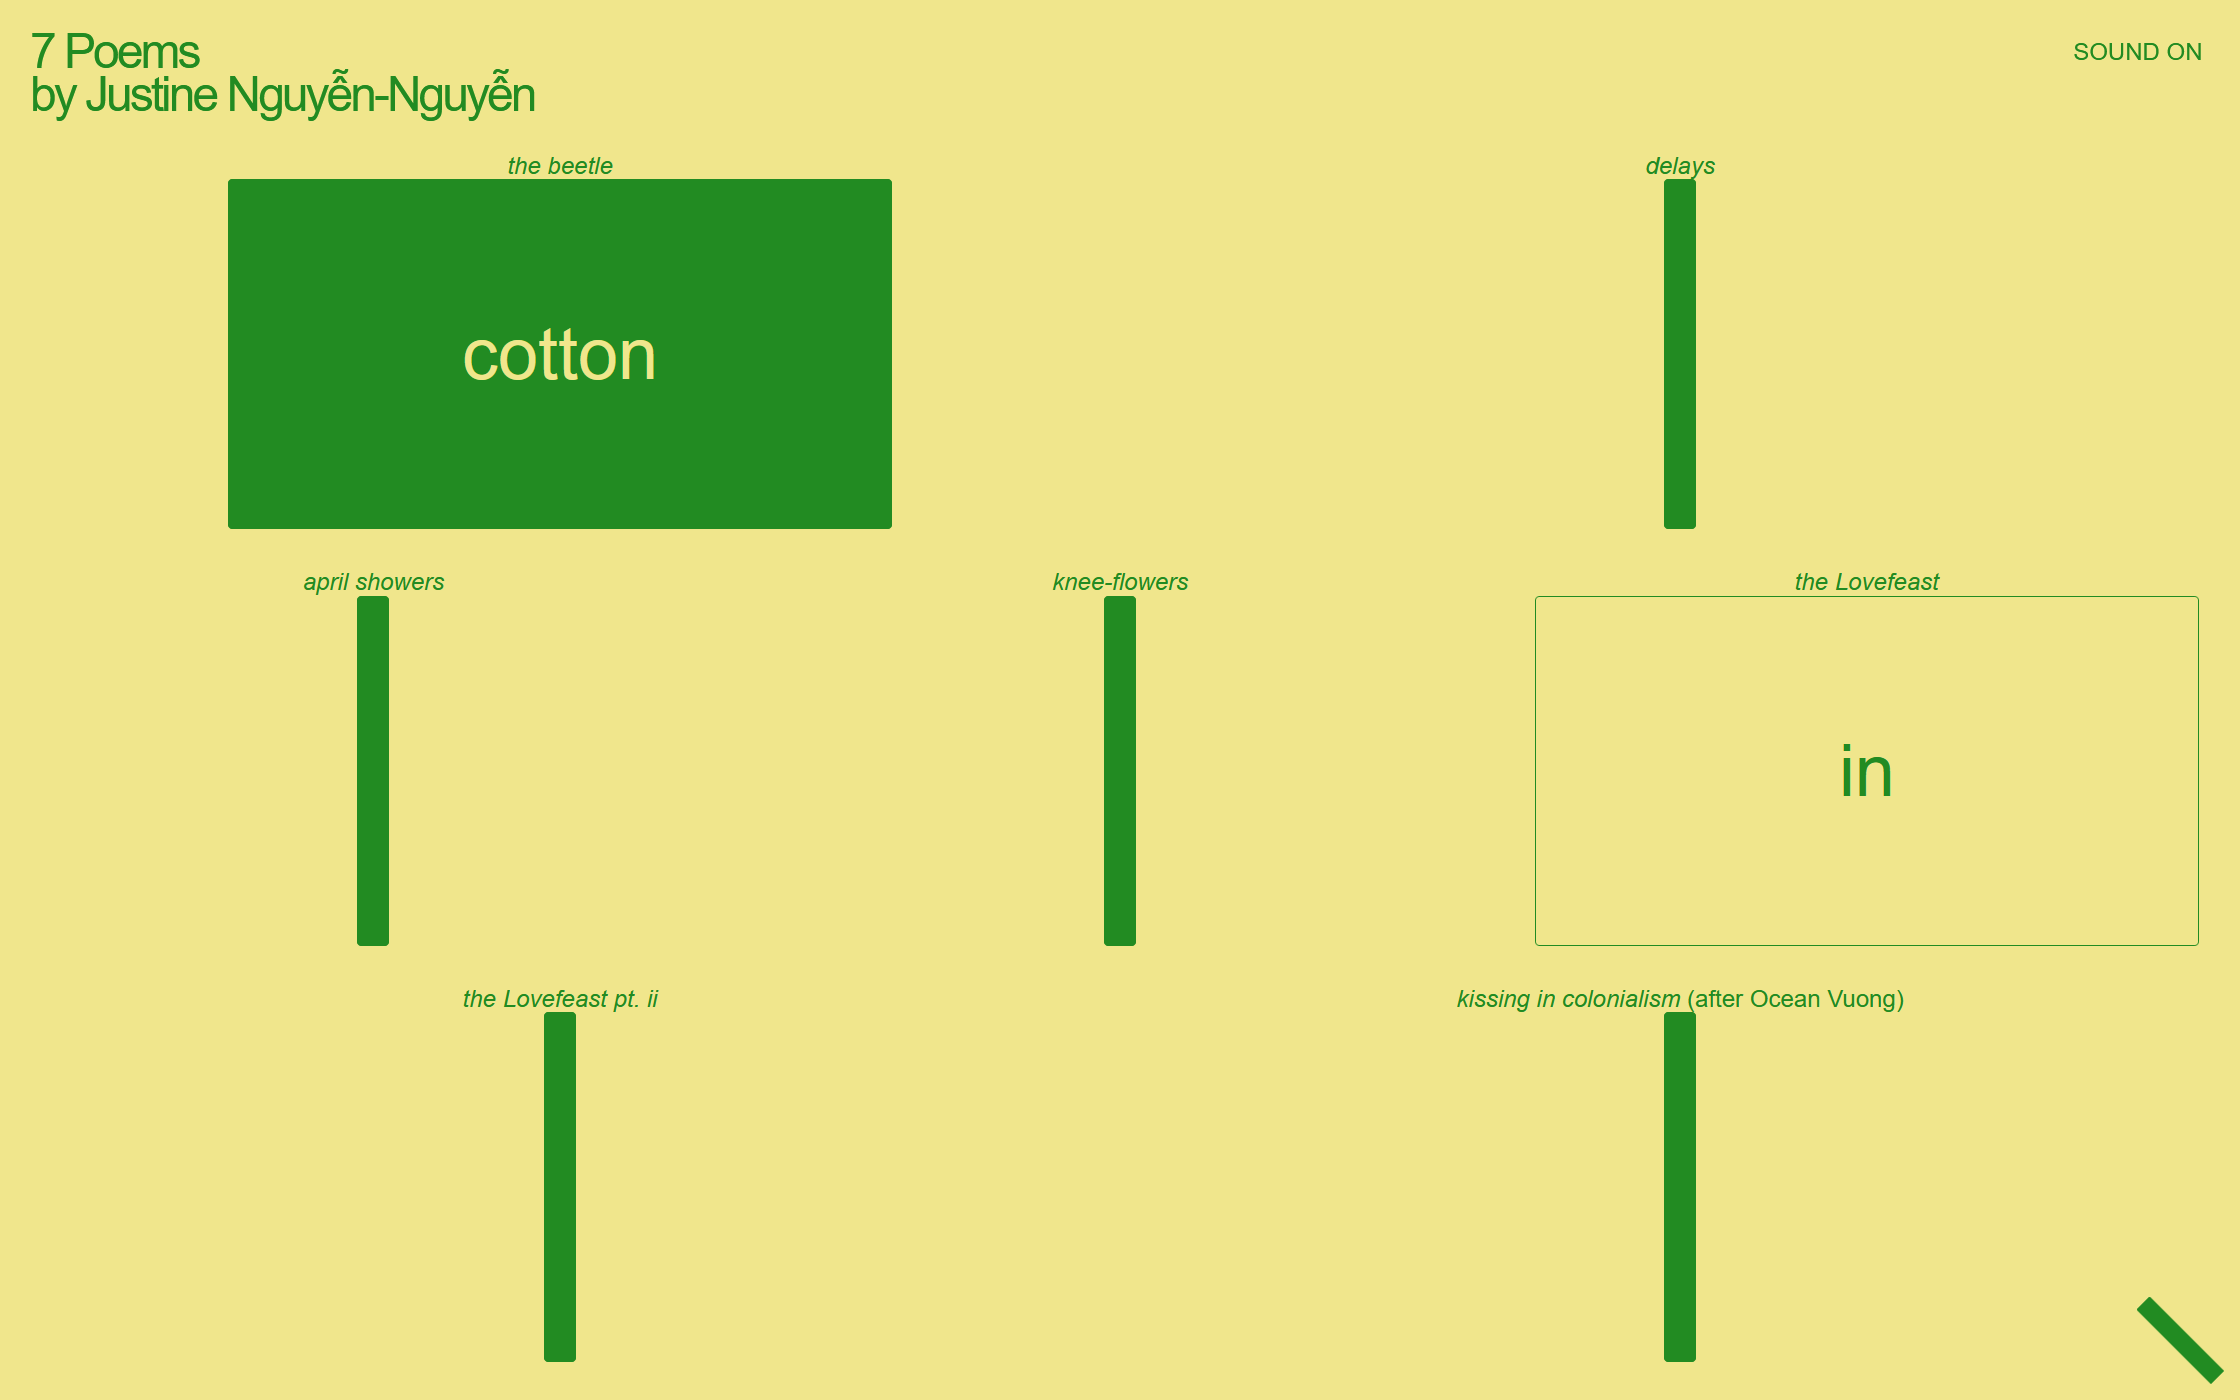 7 Poems
by Justine Nguyễn-Nguyễn
SOUND ON
the beetle
cotton
delays
april showers
knee-flowers
the Lovefeast
in
the Lovefeast pt. ii
kissing in colonialism (after Ocean Vuong)